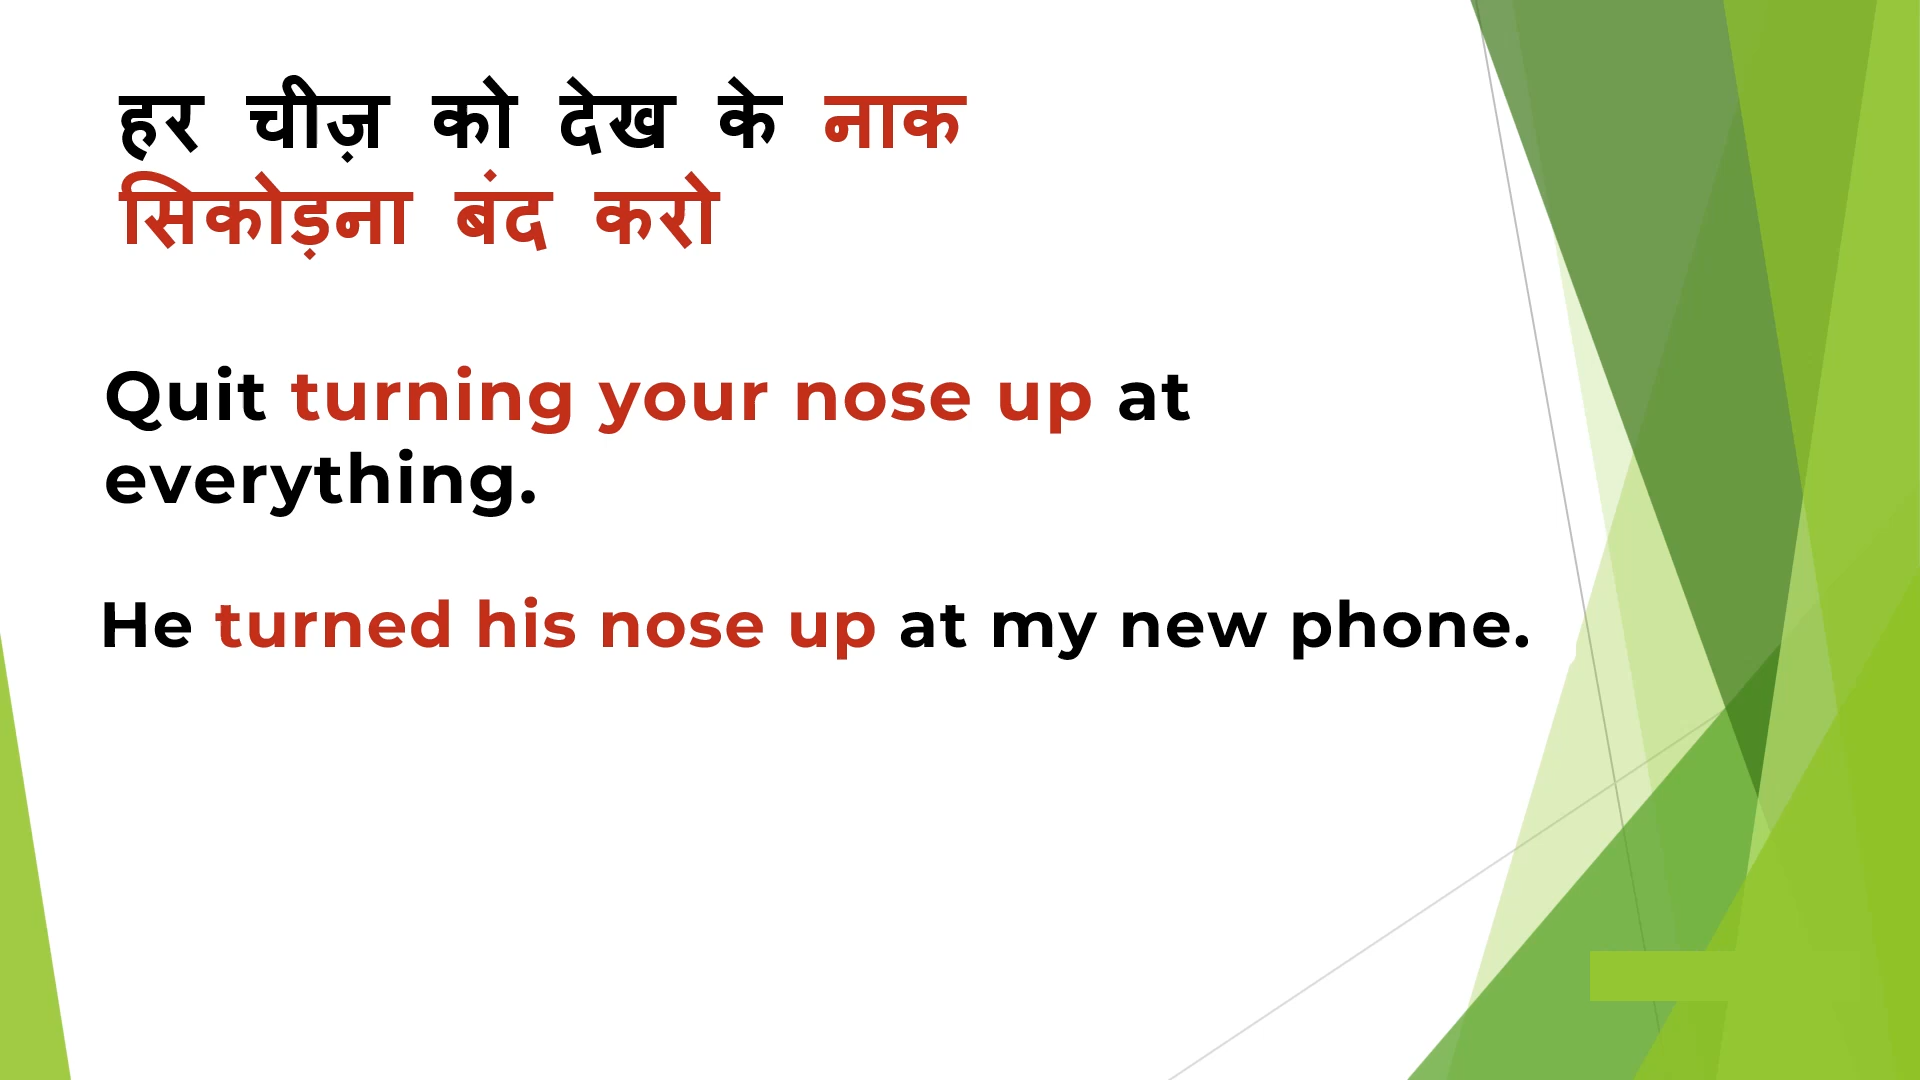 हर चीज़ को देख के नाक
सिकोड़ना बंद करो
Quit turning your nose up at
everything.
He turned his nose up at my new phone.